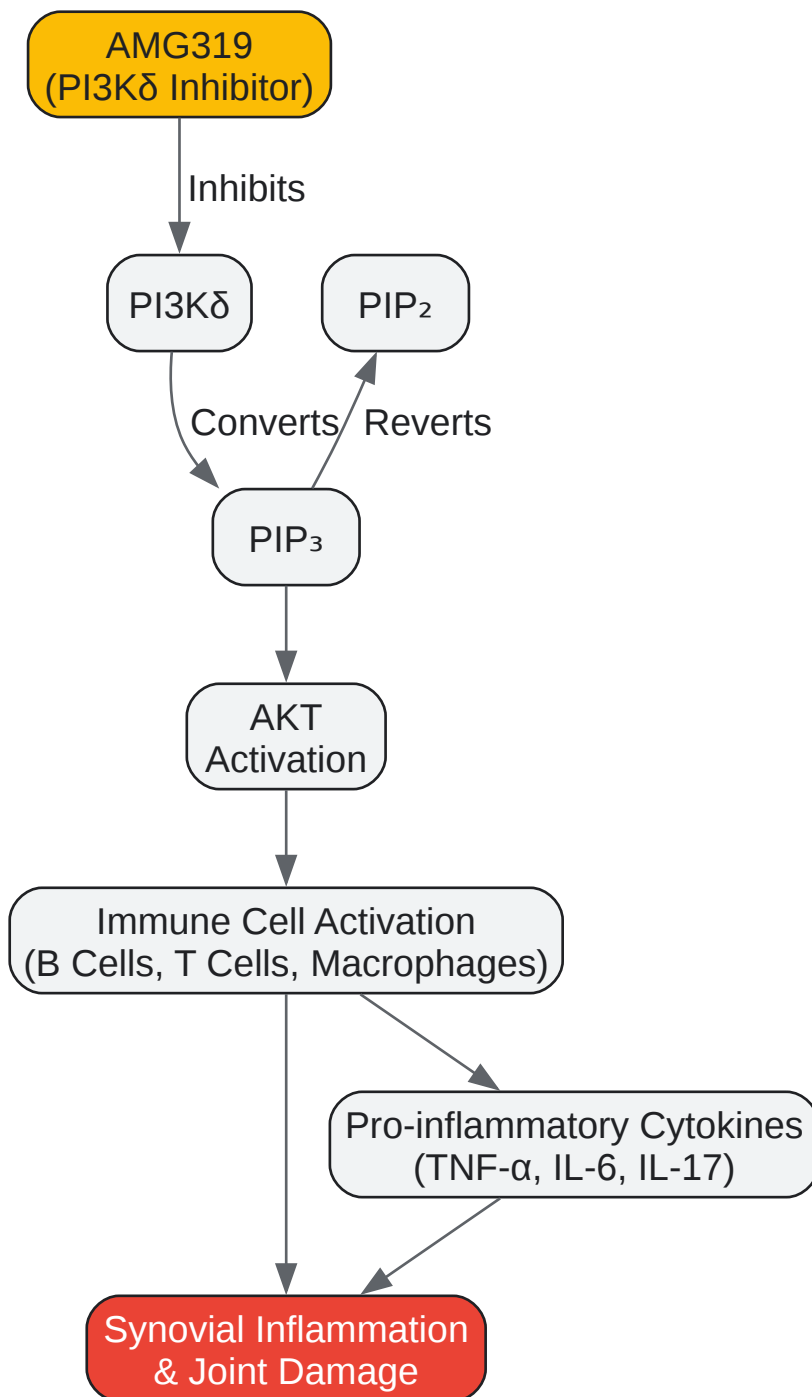 AMG319
(PI3Kδ Inhibitor)
Inhibits
PI3Kδ
PIP₂
Converts
Reverts
PIP₃
AKT
Activation
Immune Cell Activation
(B Cells, T Cells, Macrophages)
Pro-inflammatory Cytokines
(TNF-α, IL-6, IL-17)
Synovial Inflammation
& Joint Damage